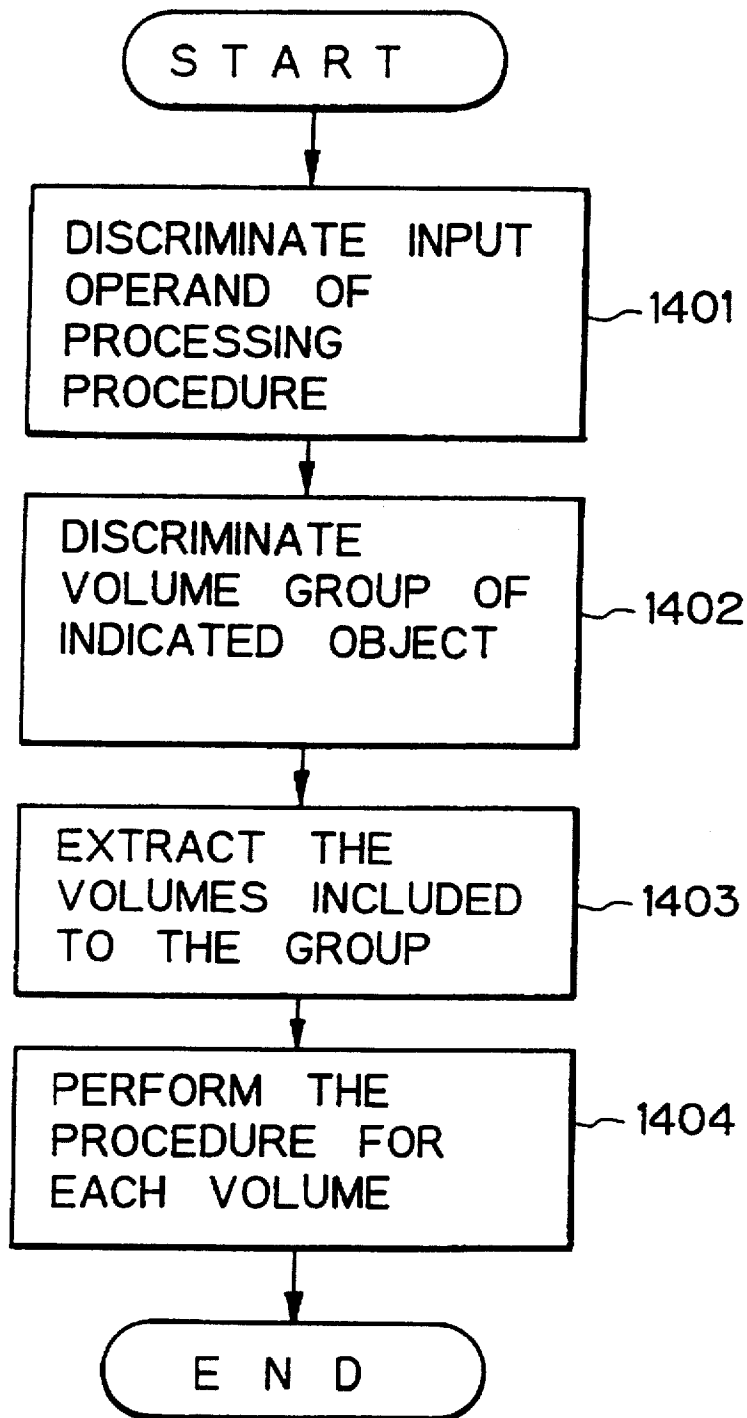 START
DISCRIMINATE INPUT
OPERAND OF
PROCESSING
PROCEDURE
1401
DISCRIMINATE
VOLUME GROUP OF
INDICATED OBJECT
1402
EXTRACT THE
VOLUMES INCLUDED
TO THE GROUP
1403
PERFORM THE
PROCEDURE FOR
EACH VOLUME
1404
END